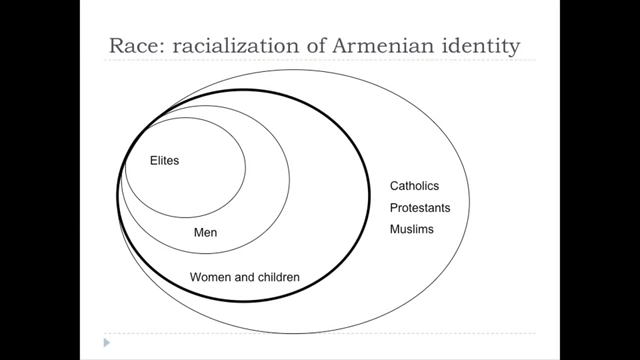 Race: racialization of Armenian identity
Elites
Men
Women and children
Catholics
Protestants
Muslims